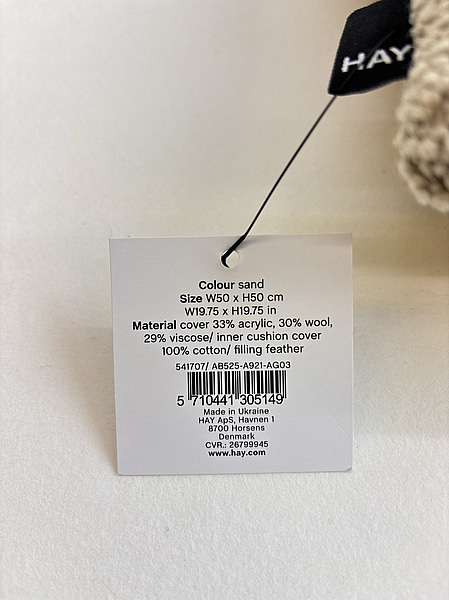 HAY
Colour sand
Size W50 x H50 cm
W19.75 x H19.75 in
Material cover 33% acrylic, 30% wool,
29% viscose/ inner cushion cover
100% cotton/ filling feather
541707/ AB525-A921-AG03
5 710441 305149
Made in Ukraine
HAY ApS, Havnen 1
8700 Horsens
Denmark
CVR.: 26799945
www.hay.com